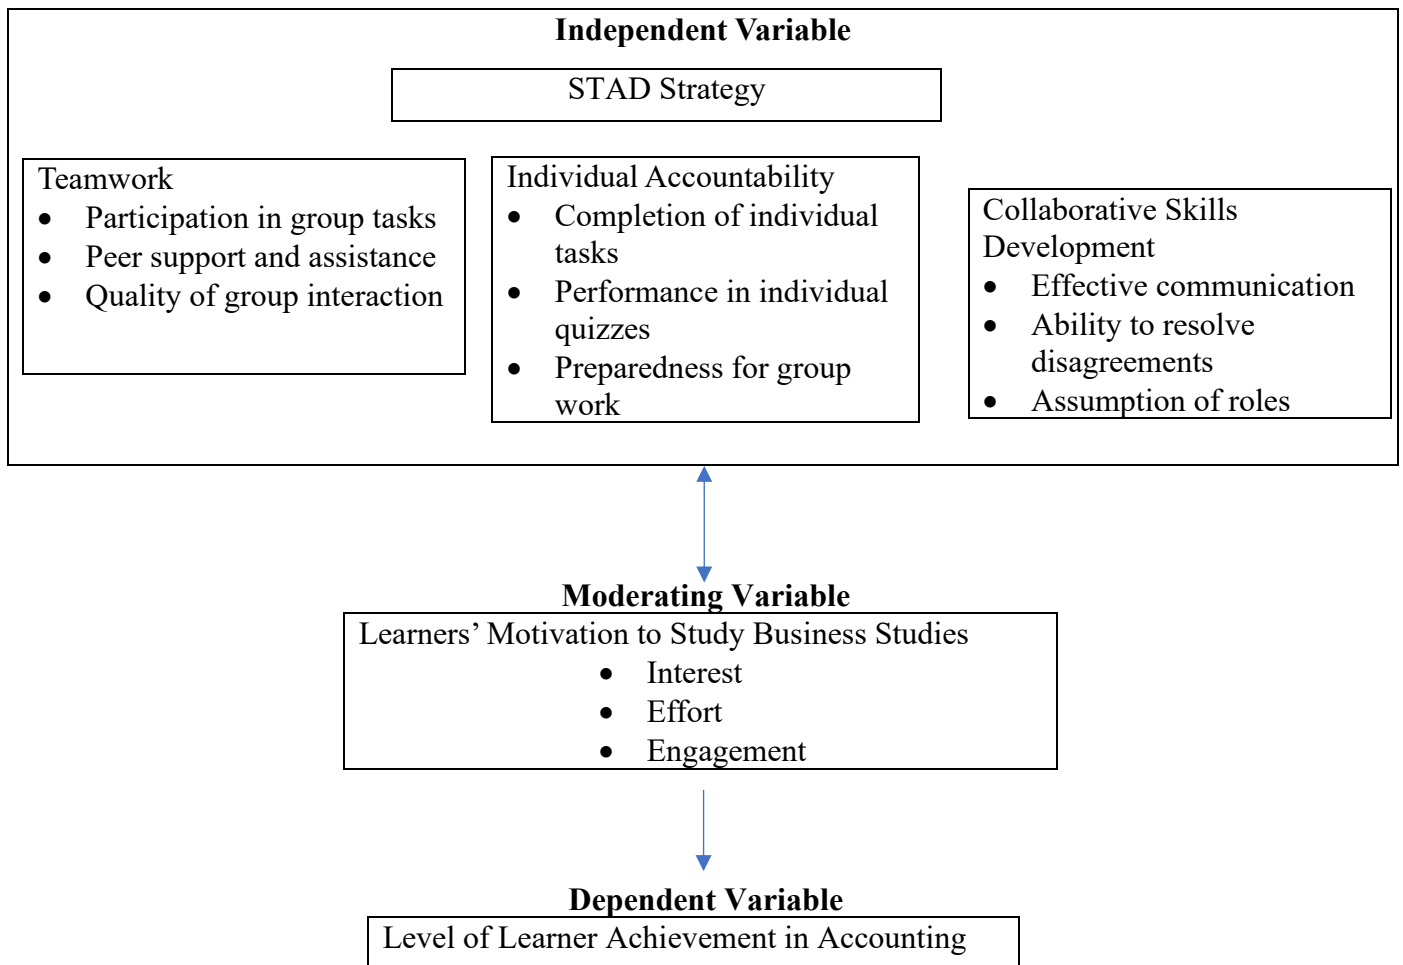 Independent Variable
STAD Strategy
Teamwork
• Participation in group tasks
• Peer support and assistance
• Quality of group interaction
Individual Accountability
• Completion of individual
tasks
• Performance in individual
quizzes
• Preparedness for group
work
Collaborative Skills
Development
• Effective communication
• Ability to resolve
disagreements
• Assumption of roles
Moderating Variable
Learners’ Motivation to Study Business Studies
• Interest
• Effort
• Engagement
Dependent Variable
Level of Learner Achievement in Accounting